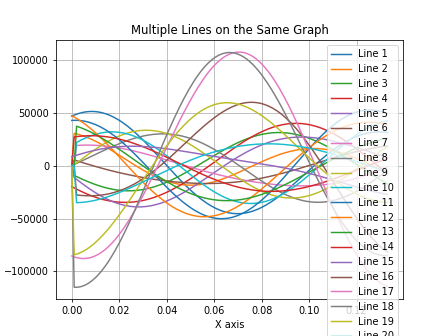 Multiple Lines on the Same Graph
100000
50000
0
−50000
−100000
0.00
0.02
0.04
0.06
0.08
0.10
X axis
Line 1
Line 2
Line 3
Line 4
Line 5
Line 6
Line 7
Line 8
Line 9
Line 10
Line 11
Line 12
Line 13
Line 14
Line 15
Line 16
Line 17
Line 18
Line 19
Line 20